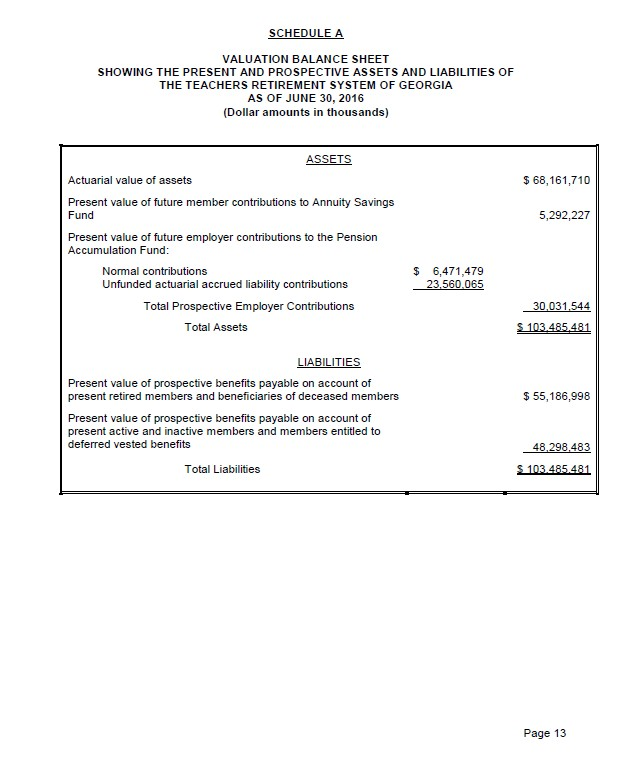 SCHEDULE A
VALUATION BALANCE SHEET
SHOWING THE PRESENT AND PROSPECTIVE ASSETS AND LIABILITIES OF
THE TEACHERS RETIREMENT SYSTEM OF GEORGIA
AS OF JUNE 30, 2016
(Dollar amounts in thousands)
ASSETS
Actuarial value of assets $ 68,161,710
Present value of future member contributions to Annuity Savings
Fund 5,292,227
Present value of future employer contributions to the Pension
Accumulation Fund:
Normal contributions $ 6,471,479
Unfunded actuarial accrued liability contributions 23,560,065
Total Prospective Employer Contributions 30,031,544
Total Assets $ 103,485,481
LIABILITIES
Present value of prospective benefits payable on account of
present retired members and beneficiaries of deceased members $ 55,186,998
Present value of prospective benefits payable on account of
present active and inactive members and members entitled to
deferred vested benefits 48,298,483
Total Liabilities $ 103,485,481
Page 13